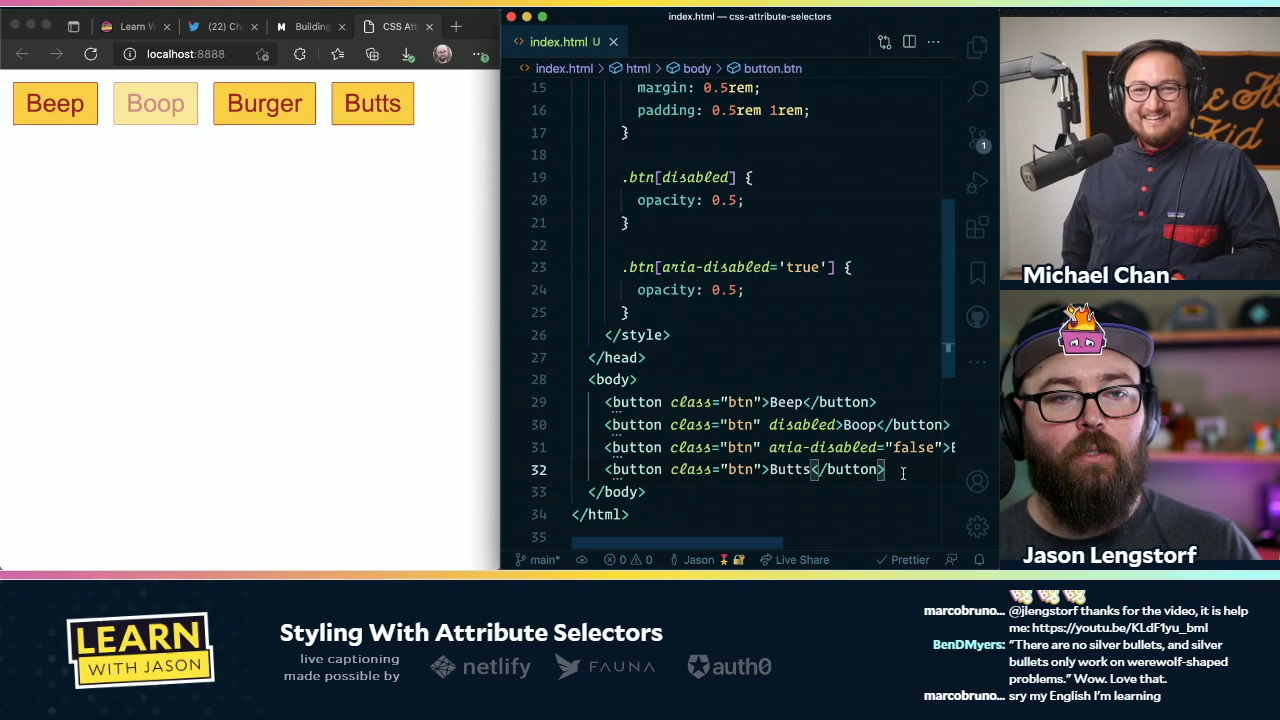 Learn W
(22) Ch
Building
CSS Att
localhost:8888
Beep
Boop
Burger
Butts
index.html — css-attribute-selectors
index.html U
index.html > html > body > button.btn
15 margin: 0.5rem;
16 padding: 0.5rem 1rem;
17 }
18
19 .btn[disabled] {
20 opacity: 0.5;
21 }
22
23 .btn[aria-disabled='true'] {
24 opacity: 0.5;
25 }
26 </style>
27 </head>
28 <body>
29 <button class="btn">Beep</button>
30 <button class="btn" disabled>Boop</button>
31 <button class="btn" aria-disabled="false">
32 <button class="btn">Butts</button>
33 </body>
34 </html>
35
main* 0 0 Jason Live Share Prettier
1
Michael Chan
Jason Lengstorf
LEARN
WITH JASON
Styling With Attribute Selectors
live captioning
made possible by
netlify
FAUNA
auth0
marcobruno... @jlengstorf thanks for the video, it is help
me: https://youtu.be/KLdF1yu_bmI
BenDMyers: "There are no silver bullets, and silver
bullets only work on werewolf-shaped
problems." Wow. Love that.
marcobruno... sry my English I'm learning